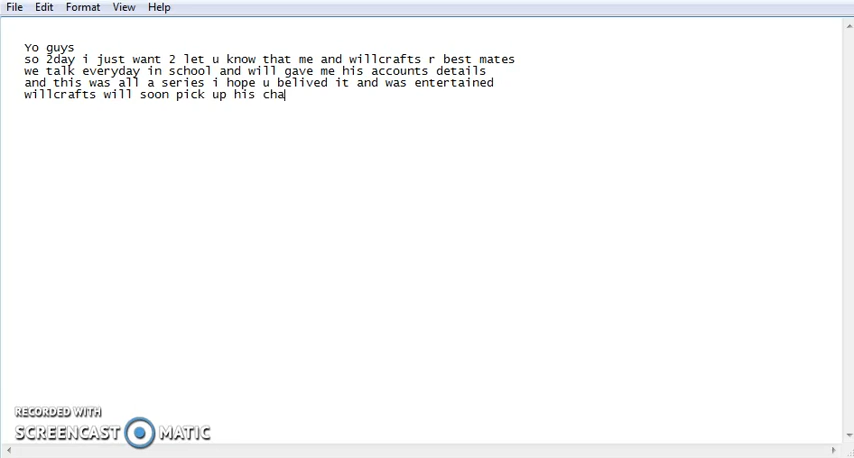 File Edit Format View Help
Yo guys
so 2day i just want 2 let u know that me and willcrafts r best mates
we talk everyday in school and will gave me his accounts details
and this was all a series i hope u belived it and was entertained
willcrafts will soon pick up his cha
RECORDED WITH
SCREENCAST MATIC